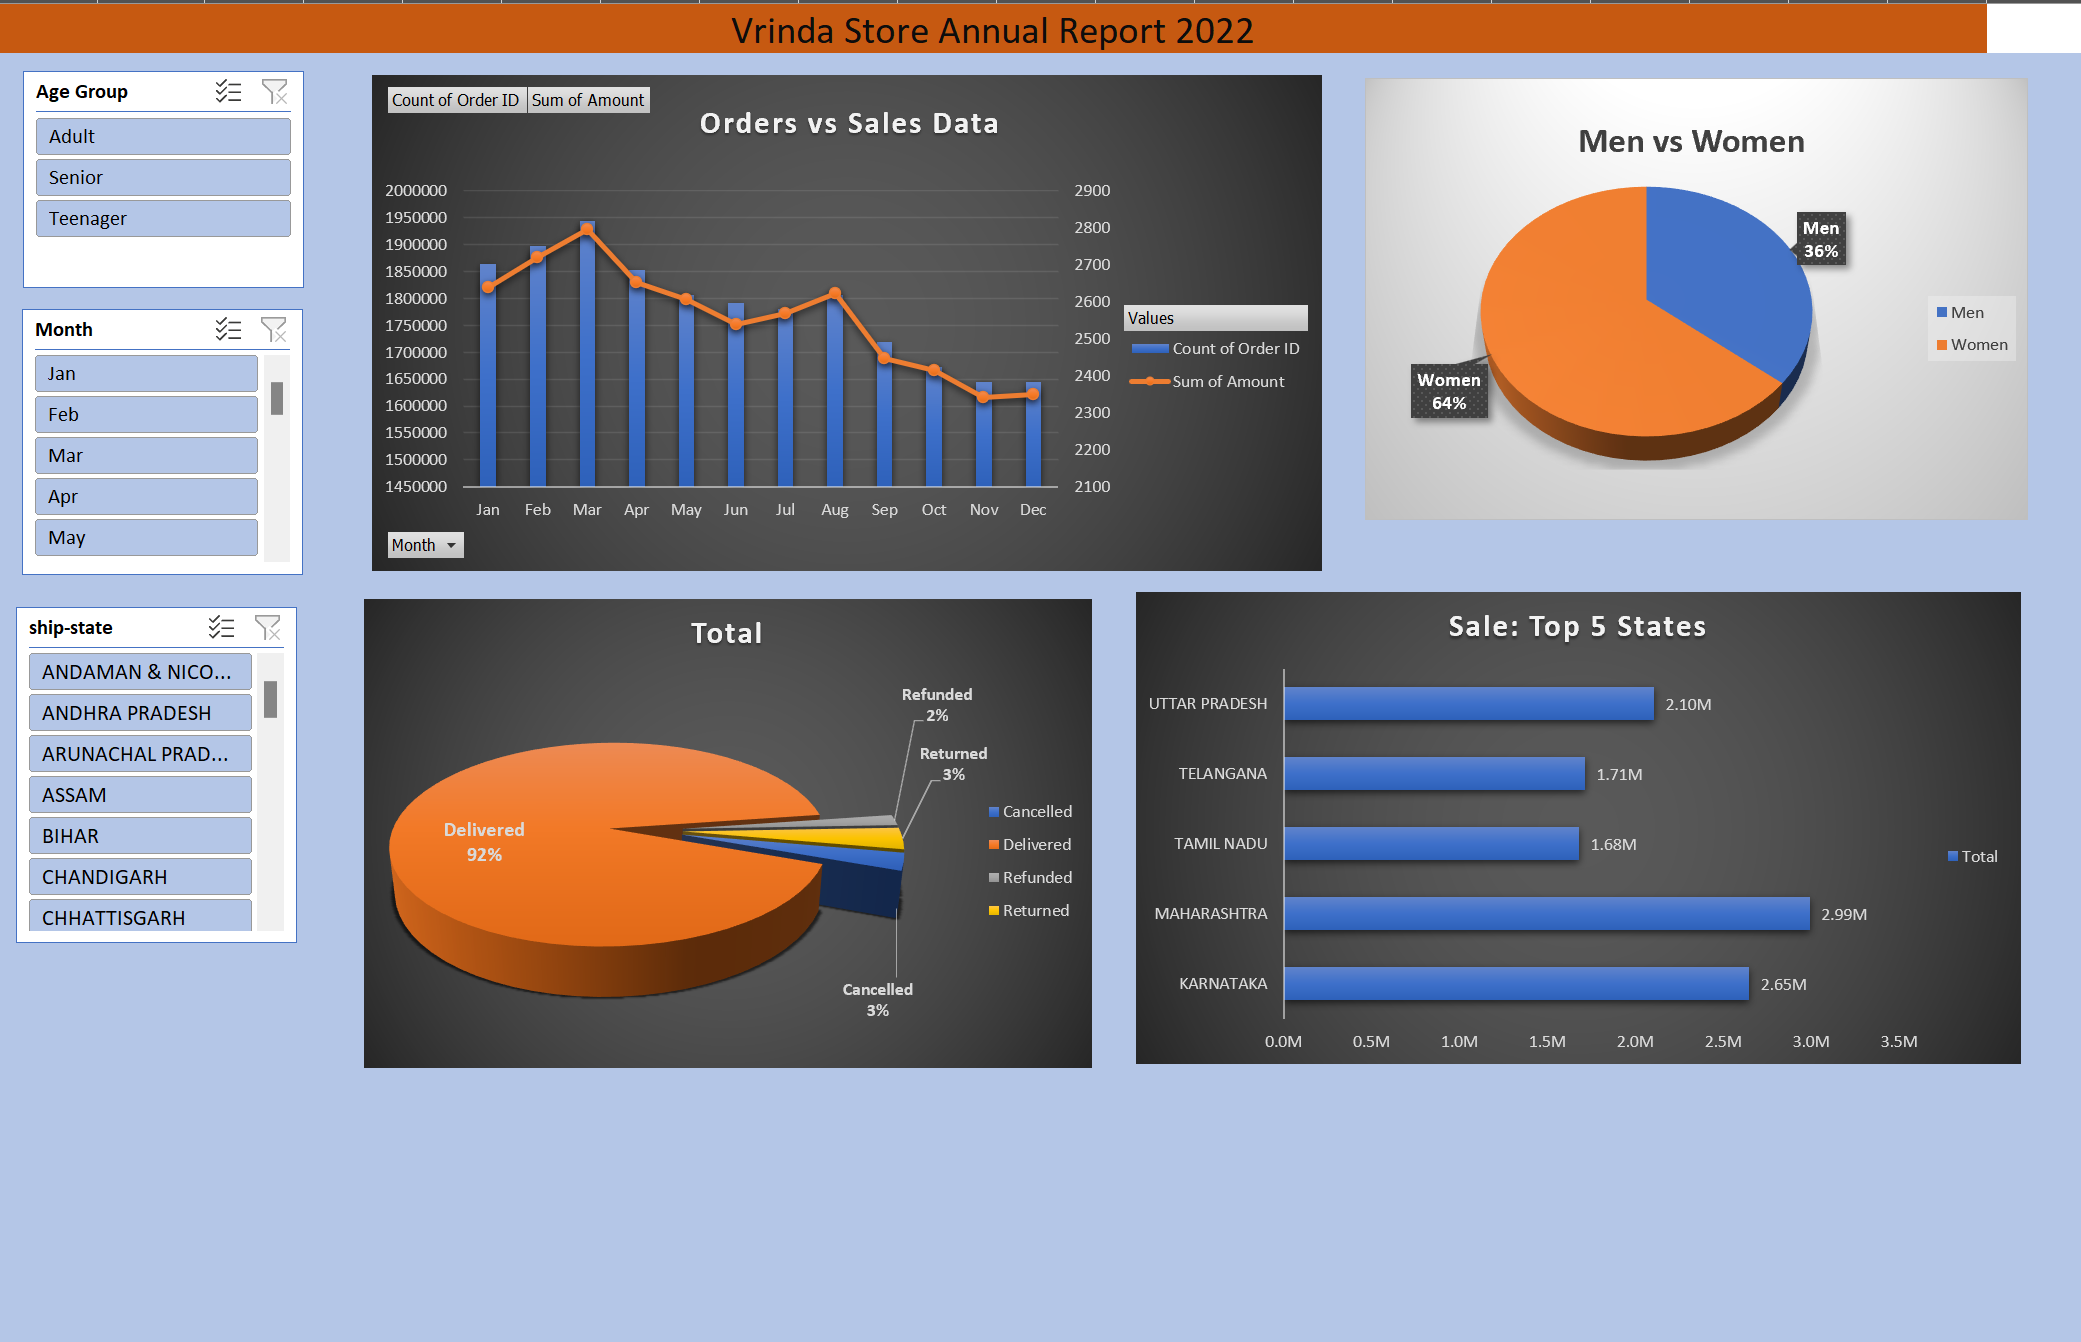 Vrinda Store Annual Report 2022
Age Group
Adult
Senior
Teenager
Month
Jan
Feb
Mar
Apr
May
ship-state
ANDAMAN & NICO...
ANDHRA PRADESH
ARUNACHAL PRAD...
ASSAM
BIHAR
CHANDIGARH
CHHATTISGARH
Count of Order ID Sum of Amount
Orders vs Sales Data
2000000
1950000
1900000
1850000
1800000
1750000
1700000
1650000
1600000
1550000
1500000
1450000
2900
2800
2700
2600
2500
2400
2300
2200
2100
Jan Feb Mar Apr May Jun Jul Aug Sep Oct Nov Dec
Values
Count of Order ID
Sum of Amount
Month
Men vs Women
Men
36%
Women
64%
Men
Women
Total
Refunded
2%
Returned
3%
Delivered
92%
Cancelled
3%
Cancelled
Delivered
Refunded
Returned
Sale: Top 5 States
UTTAR PRADESH 2.10M
TELANGANA 1.71M
TAMIL NADU 1.68M
MAHARASHTRA 2.99M
KARNATAKA 2.65M
0.0M 0.5M 1.0M 1.5M 2.0M 2.5M 3.0M 3.5M
Total